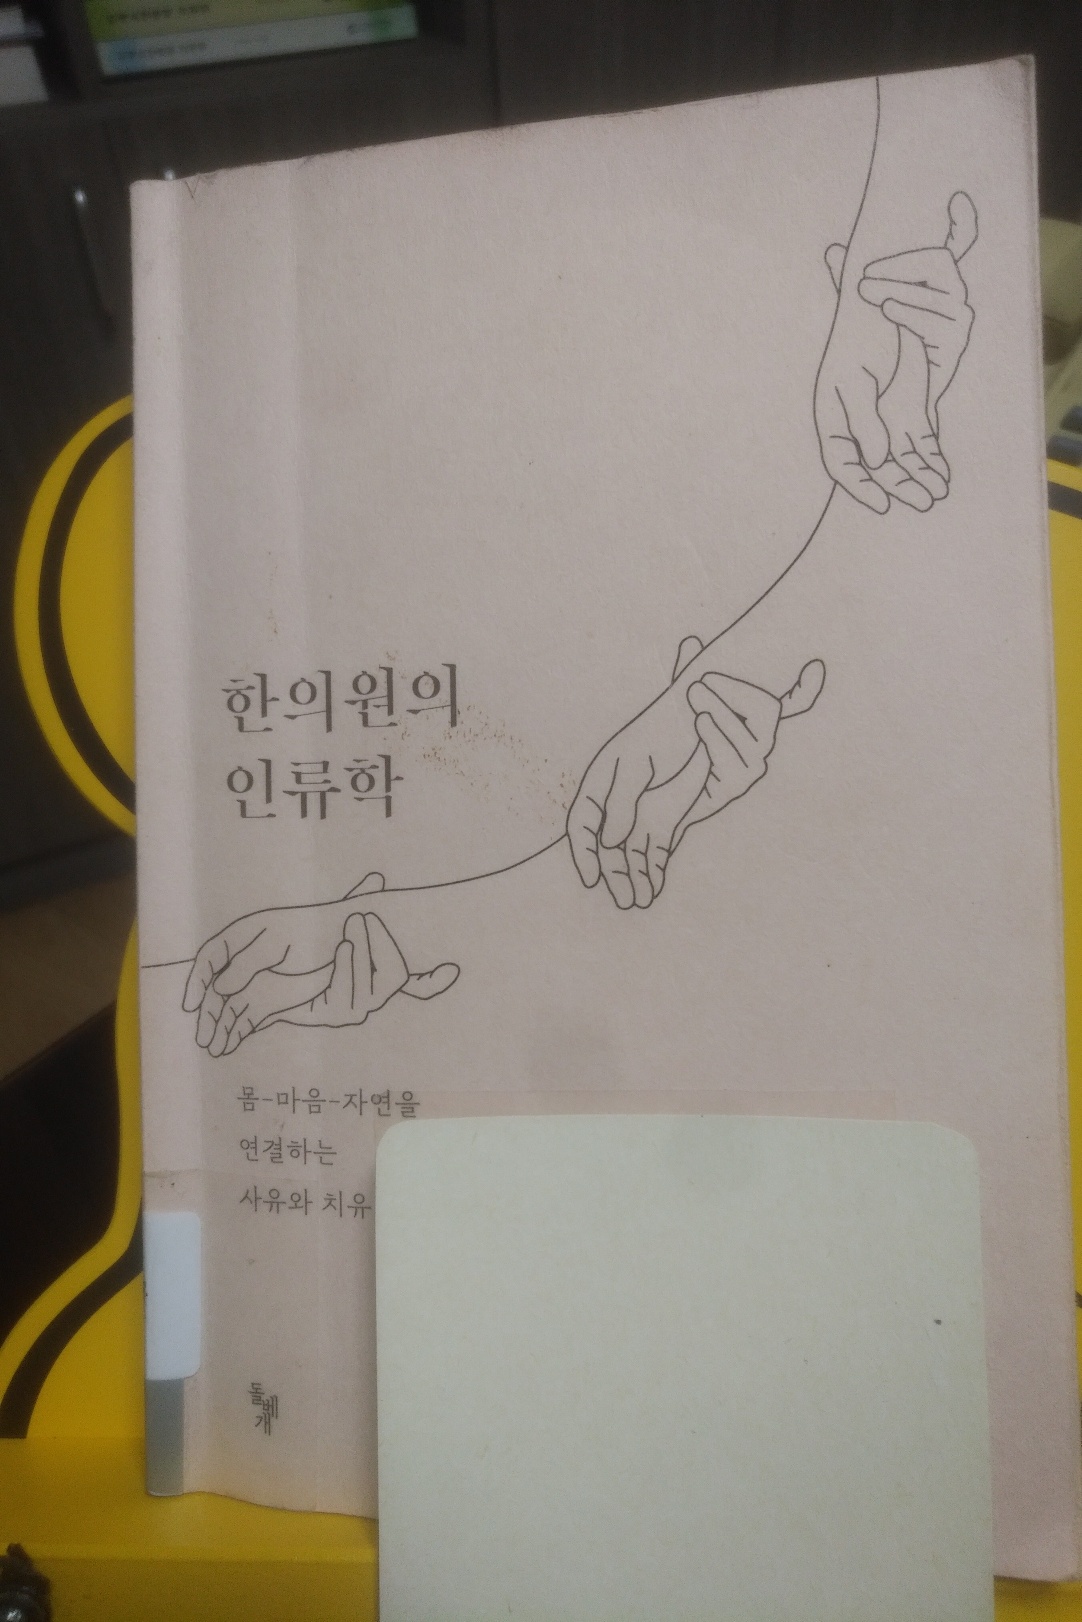 한의원의
인류학
몸-마음-자연을
연결하는
사유와 치유
돌베개